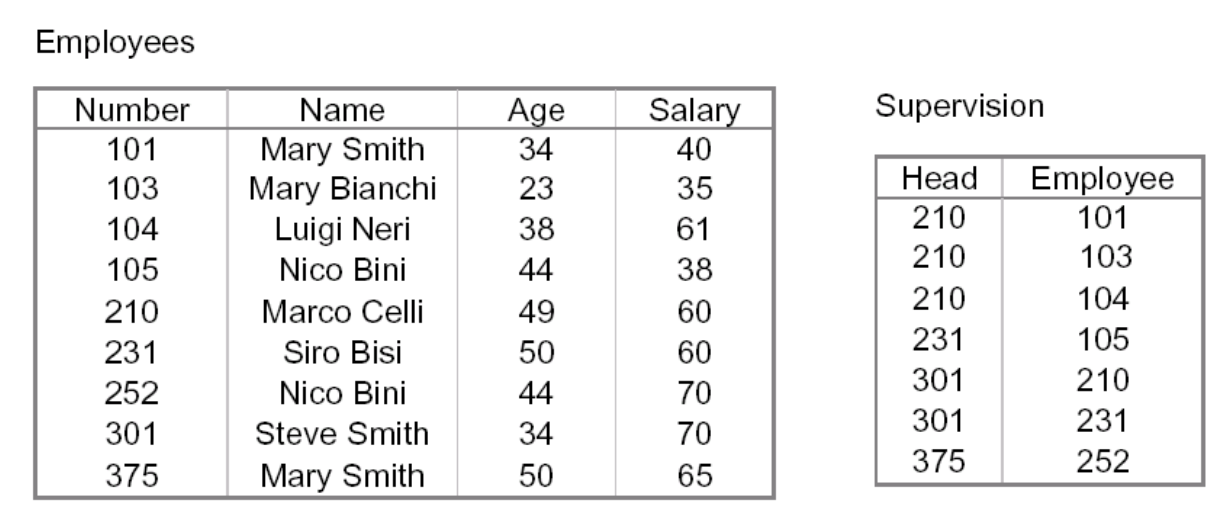 Employees
Number Name Age Salary
101 Mary Smith 34 40
103 Mary Bianchi 23 35
104 Luigi Neri 38 61
105 Nico Bini 44 38
210 Marco Celli 49 60
231 Siro Bisi 50 60
252 Nico Bini 44 70
301 Steve Smith 34 70
375 Mary Smith 50 65
Supervision
Head Employee
210 101
210 103
210 104
231 105
301 210
301 231
375 252